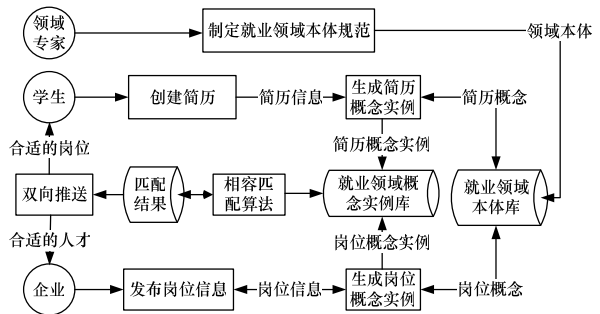 领域
专家
制定就业领域本体规范
领域本体
学生
创建简历
简历信息
生成简历
概念实例
简历概念
合适的岗位
简历概念实例
双向推送
匹配
结果
相容匹
配算法
就业领域概
念实例库
就业领域
本体库
合适的人才
岗位概念实例
企业
发布岗位信息
岗位信息
生成岗位
概念实例
岗位概念